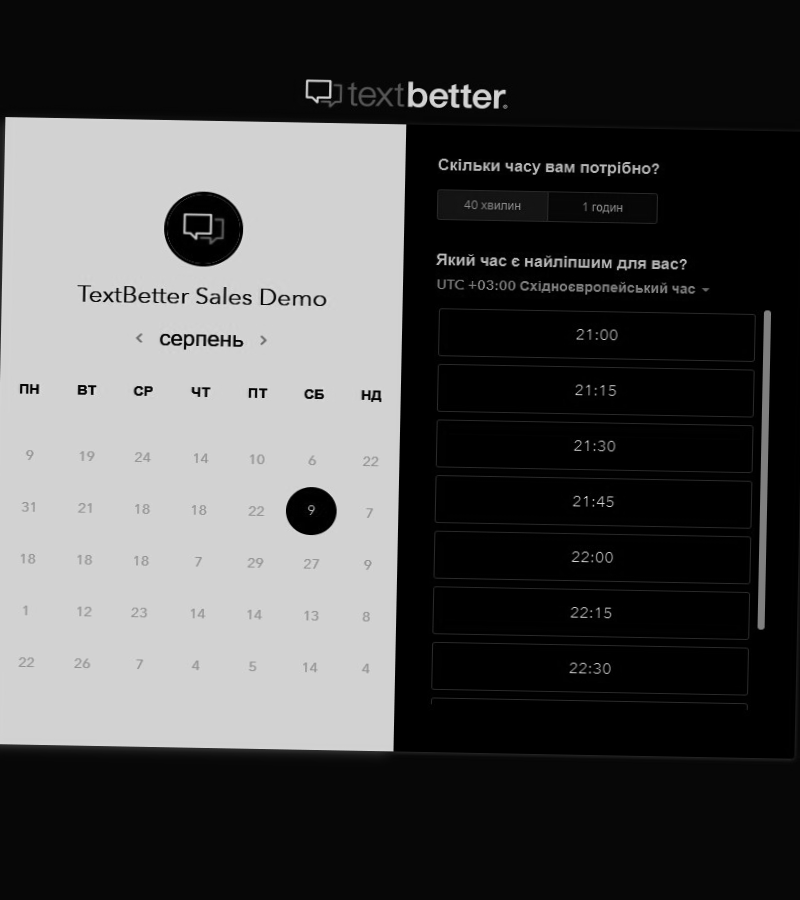 textbetter
TextBetter Sales Demo
серпень
ПН ВТ СР ЧТ ПТ СБ НД
9 19 24 14 10 6 22
31 21 18 18 22 9 7
18 18 18 7 29 27 9
1 12 23 14 14 13 8
22 26 7 4 5 14 4
Скільки часу вам потрібно?
40 хвилин 1 годин
Який час є найліпшим для вас?
UTC +03:00 Східноєвропейський час
21:00
21:15
21:30
21:45
22:00
22:15
22:30